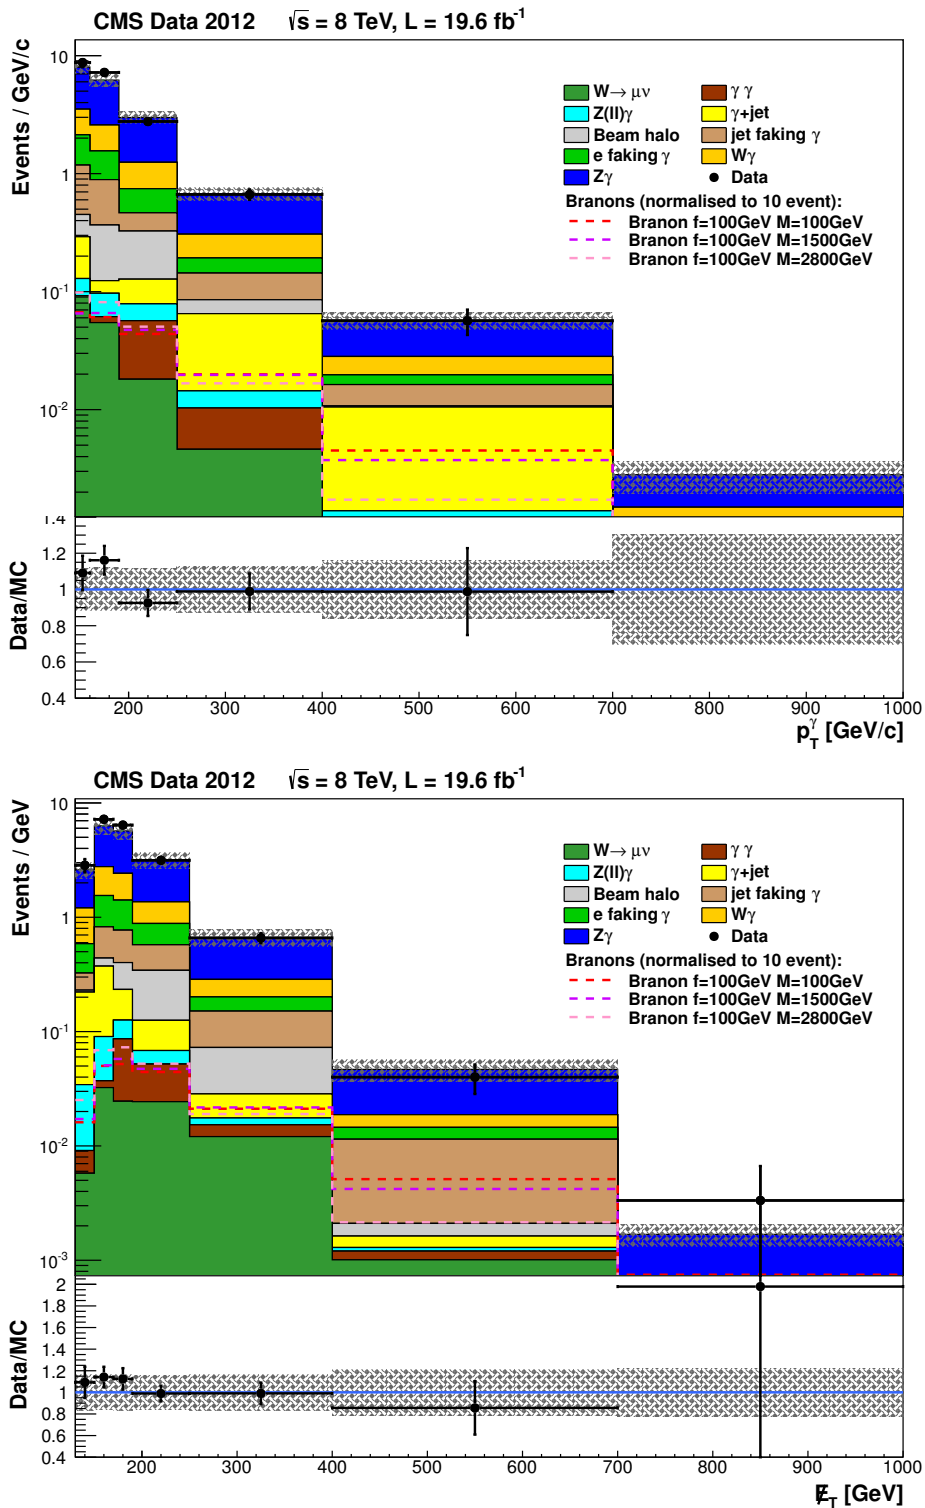 CMS Data 2012 √s = 8 TeV, L = 19.6 fb⁻¹
Events / GeV/c
10
1
10⁻¹
10⁻²
W→ μν
γ γ
Z(ll)γ
γ+jet
Beam halo
jet faking γ
e faking γ
Wγ
Zγ
Data
Branons (normalised to 10 event):
Branon f=100GeV M=100GeV
Branon f=100GeV M=1500GeV
Branon f=100GeV M=2800GeV
Data/MC
1.4
1.2
1
0.8
0.6
0.4
200 300 400 500 600 700 800 900 1000
p_T^γ [GeV/c]
CMS Data 2012 √s = 8 TeV, L = 19.6 fb⁻¹
Events / GeV
10
1
10⁻¹
10⁻²
10⁻³
W→ μν
γ γ
Z(ll)γ
γ+jet
Beam halo
jet faking γ
e faking γ
Wγ
Zγ
Data
Branons (normalised to 10 event):
Branon f=100GeV M=100GeV
Branon f=100GeV M=1500GeV
Branon f=100GeV M=2800GeV
Data/MC
2
1.8
1.6
1.4
1.2
1
0.8
0.6
0.4
200 300 400 500 600 700 800 900 1000
E̸_T [GeV]